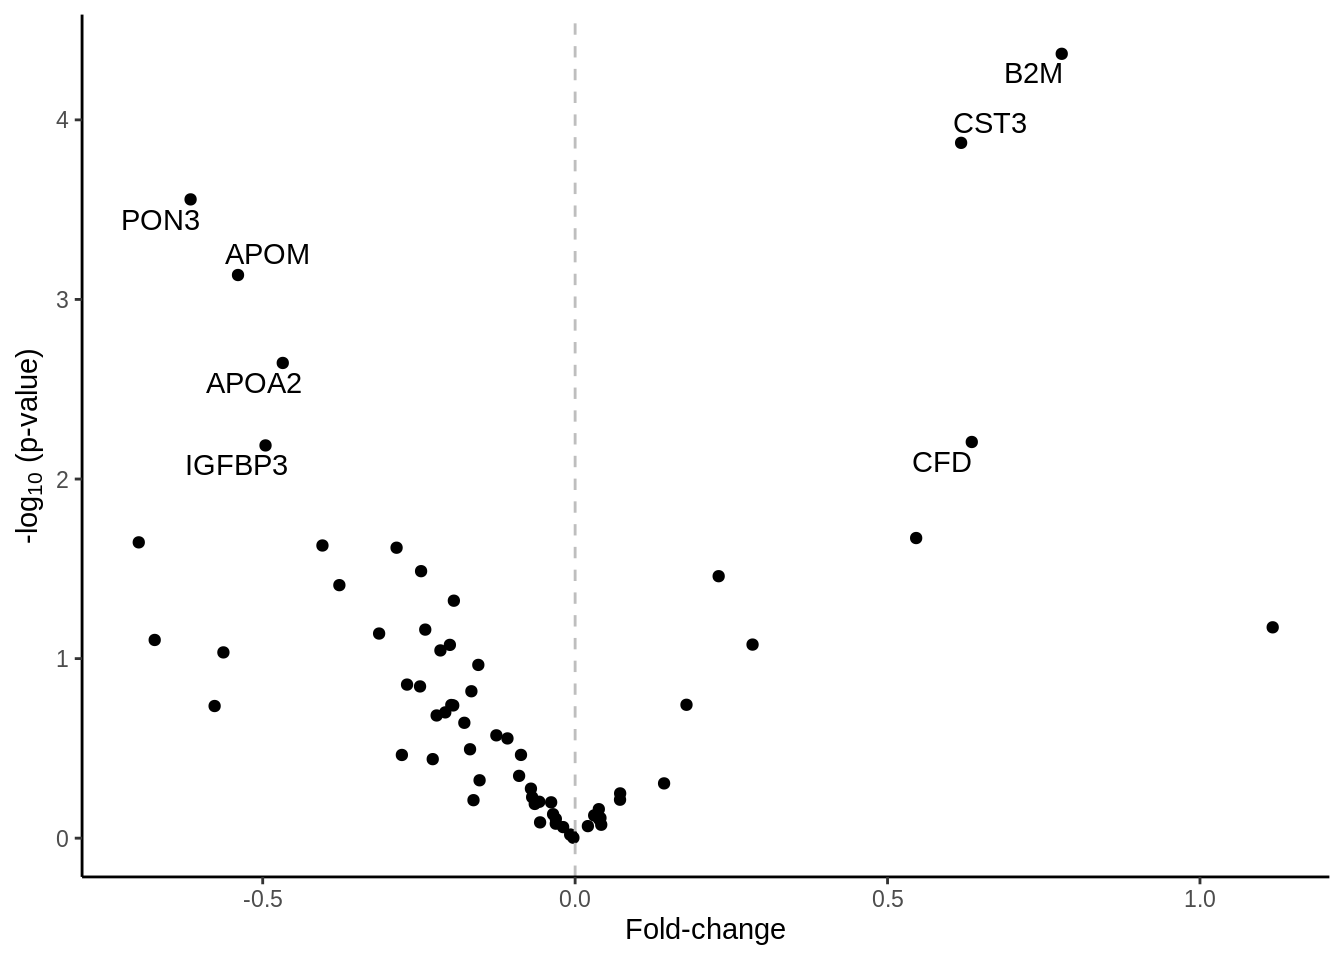 B2M
4
CST3
PON3
APOM
3
APOA2
CFD
IGFBP3
2
1
0
-log10 (p-value)
-0.5 0.0 0.5 1.0
Fold-change